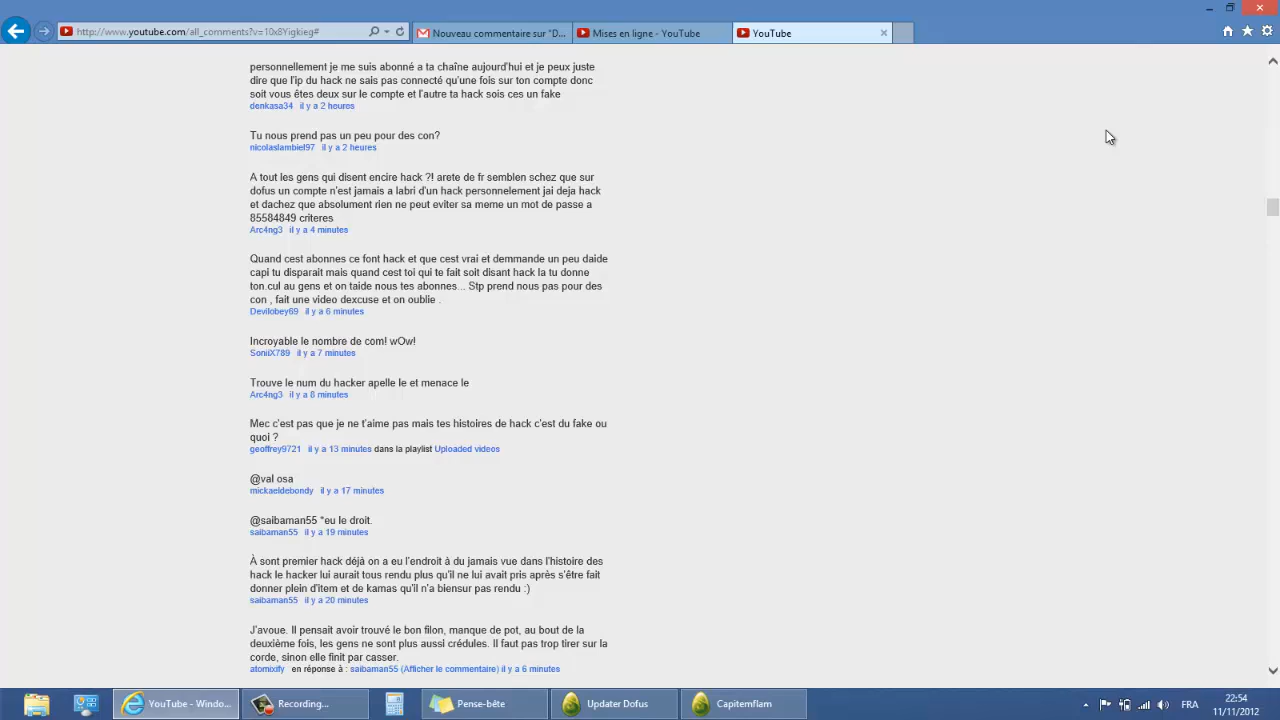 http://www.youtube.com/all_comments?v=10x8Yigkieg#
Nouveau commentaire sur "D...
Mises en ligne - YouTube
YouTube
personnellement je me suis abonné a ta chaîne aujourd'hui et je peux juste
dire que l'ip du hack ne sais pas connecté qu'une fois sur ton compte donc
soit vous êtes deux sur le compte et l'autre ta hack sois ces un fake
denkasa34 il y a 2 heures
Tu nous prend pas un peu pour des con?
nicolaslambiel97 il y a 2 heures
A tout les gens qui disent encire hack ?! arete de fr semblen schez que sur
dofus un compte n'est jamais a labri d'un hack personnelement jai deja hack
et dachez que absolument rien ne peut eviter sa meme un mot de passe a
85584849 criteres
Arc4ng3 il y a 4 minutes
Quand cest abonnes ce font hack et que cest vrai et demmande un peu daide
capi tu disparait mais quand cest toi qui te fait soit disant hack la tu donne
ton.cul au gens et on taide nous tes abonnes... Stp prend nous pas pour des
con , fait une video dexcuse et on oublie .
Devilobey69 il y a 6 minutes
Incroyable le nombre de com! wOw!
SoniiX789 il y a 7 minutes
Trouve le num du hacker apelle le et menace le
Arc4ng3 il y a 8 minutes
Mec c'est pas que je ne t'aime pas mais tes histoires de hack c'est du fake ou
quoi ?
geoffrey9721 il y a 13 minutes dans la playlist Uploaded videos
@val osa
mickaeldebondy il y a 17 minutes
@saibaman55 *eu le droit.
saibaman55 il y a 19 minutes
À sont premier hack déjà on a eu l'endroit à du jamais vue dans l'histoire des
hack le hacker lui aurait tous rendu plus qu'il ne lui avait pris après s'être fait
donner plein d'item et de kamas qu'il n'a biensur pas rendu :)
saibaman55 il y a 20 minutes
J'avoue. Il pensait avoir trouvé le bon filon, manque de pot, au bout de la
deuxième fois, les gens ne sont plus aussi crédules. Il faut pas trop tirer sur la
corde, sinon elle finit par casser.
atomixify en réponse à : saibaman55 (Afficher le commentaire) il y a 6 minutes
YouTube - Windo...
Recording...
Pense-bête
Updater Dofus
Capitemflam
FRA
22:54
11/11/2012